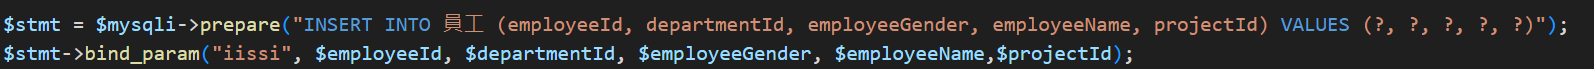 $stmt = $mysqli->prepare("INSERT INTO 員工 (employeeId, departmentId, employeeGender, employeeName, projectId) VALUES (?, ?, ?, ?, ?)");
$stmt->bind_param("iissi", $employeeId, $departmentId, $employeeGender, $employeeName,$projectId);